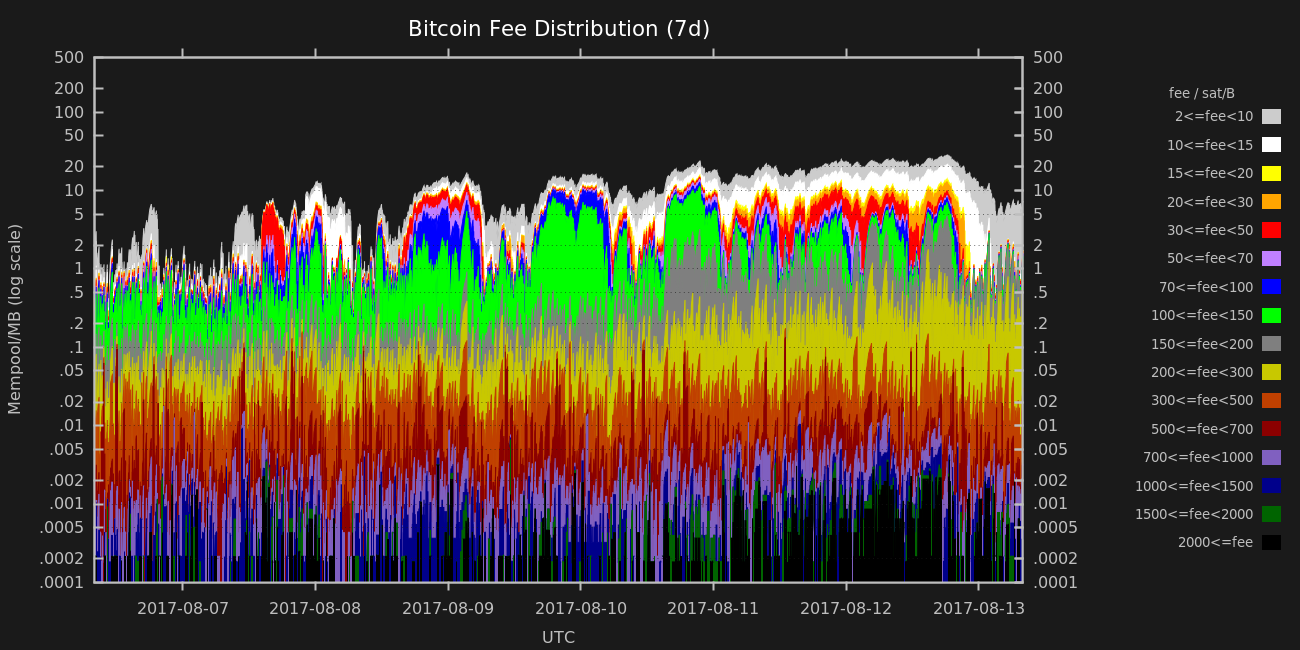 Bitcoin Fee Distribution (7d)
Mempool/MB (log scale)
500
200
100
50
20
10
5
2
1
.5
.2
.1
.05
.02
.01
.005
.002
.001
.0005
.0002
.0001
500
200
100
50
20
10
5
2
1
.5
.2
.1
.05
.02
.01
.005
.002
.001
.0005
.0002
.0001
2017-08-07 2017-08-08 2017-08-09 2017-08-10 2017-08-11 2017-08-12 2017-08-13
UTC
fee / sat/B
2<=fee<10
10<=fee<15
15<=fee<20
20<=fee<30
30<=fee<50
50<=fee<70
70<=fee<100
100<=fee<150
150<=fee<200
200<=fee<300
300<=fee<500
500<=fee<700
700<=fee<1000
1000<=fee<1500
1500<=fee<2000
2000<=fee